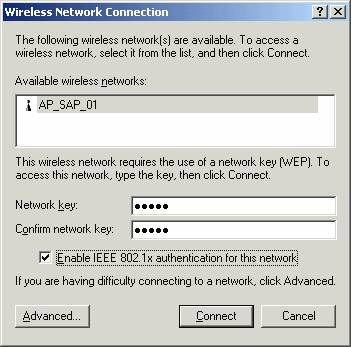 Wireless Network Connection
The following wireless network(s) are available. To access a
wireless network, select it from the list, and then click Connect.
Available wireless networks:
AP_SAP_01
This wireless network requires the use of a network key (WEP). To
access this network, type the key, then click Connect.
Network key: •••••
Confirm network key: •••••
Enable IEEE 802.1x authentication for this network
If you are having difficulty connecting to a network, click Advanced.
Advanced... Connect Cancel